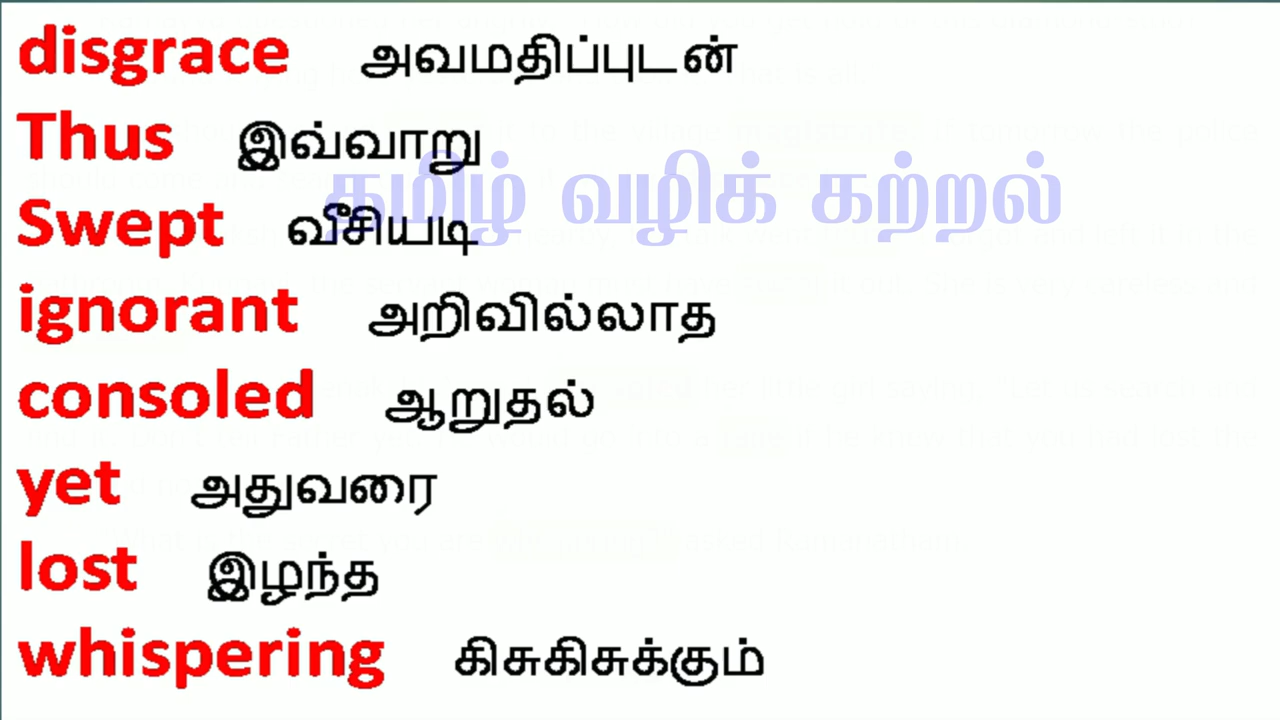 disgrace அவமதிப்புடன்
Thus இவ்வாறு
தமிழ் வழிக் கற்றல்
Swept வீசியடி
ignorant அறிவில்லாத
consoled ஆறுதல்
yet அதுவரை
lost இழந்த
whispering கிசுகிசுக்கும்